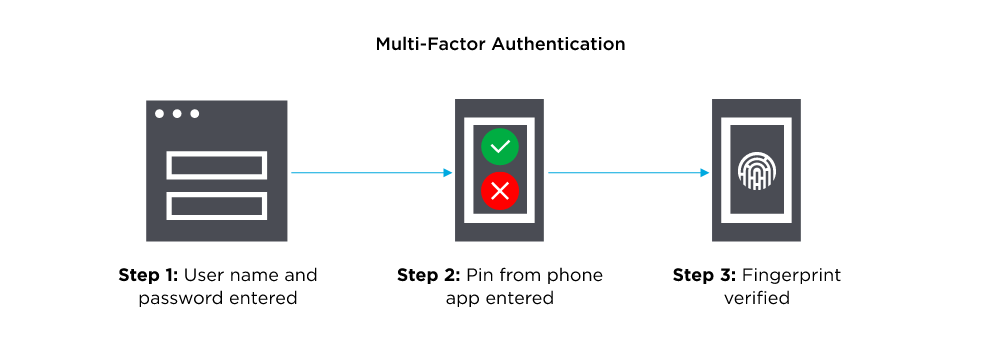 Multi-Factor Authentication
Step 1: User name and
password entered
Step 2: Pin from phone
app entered
Step 3: Fingerprint
verified